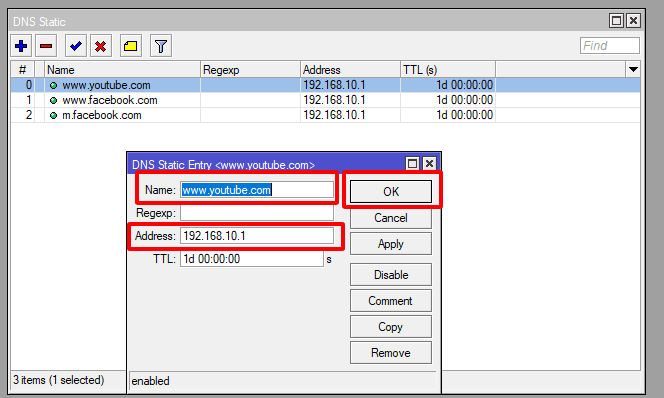 DNS Static
Find
# Name Regexp Address TTL (s)
0 www.youtube.com 192.168.10.1 1d 00:00:00
1 www.facebook.com 192.168.10.1 1d 00:00:00
2 m.facebook.com 192.168.10.1 1d 00:00:00
DNS Static Entry <www.youtube.com>
Name: www.youtube.com OK
Regexp: Cancel
Address: 192.168.10.1 Apply
TTL: 1d 00:00:00 s
Disable
Comment
Copy
Remove
3 items (1 selected)
enabled